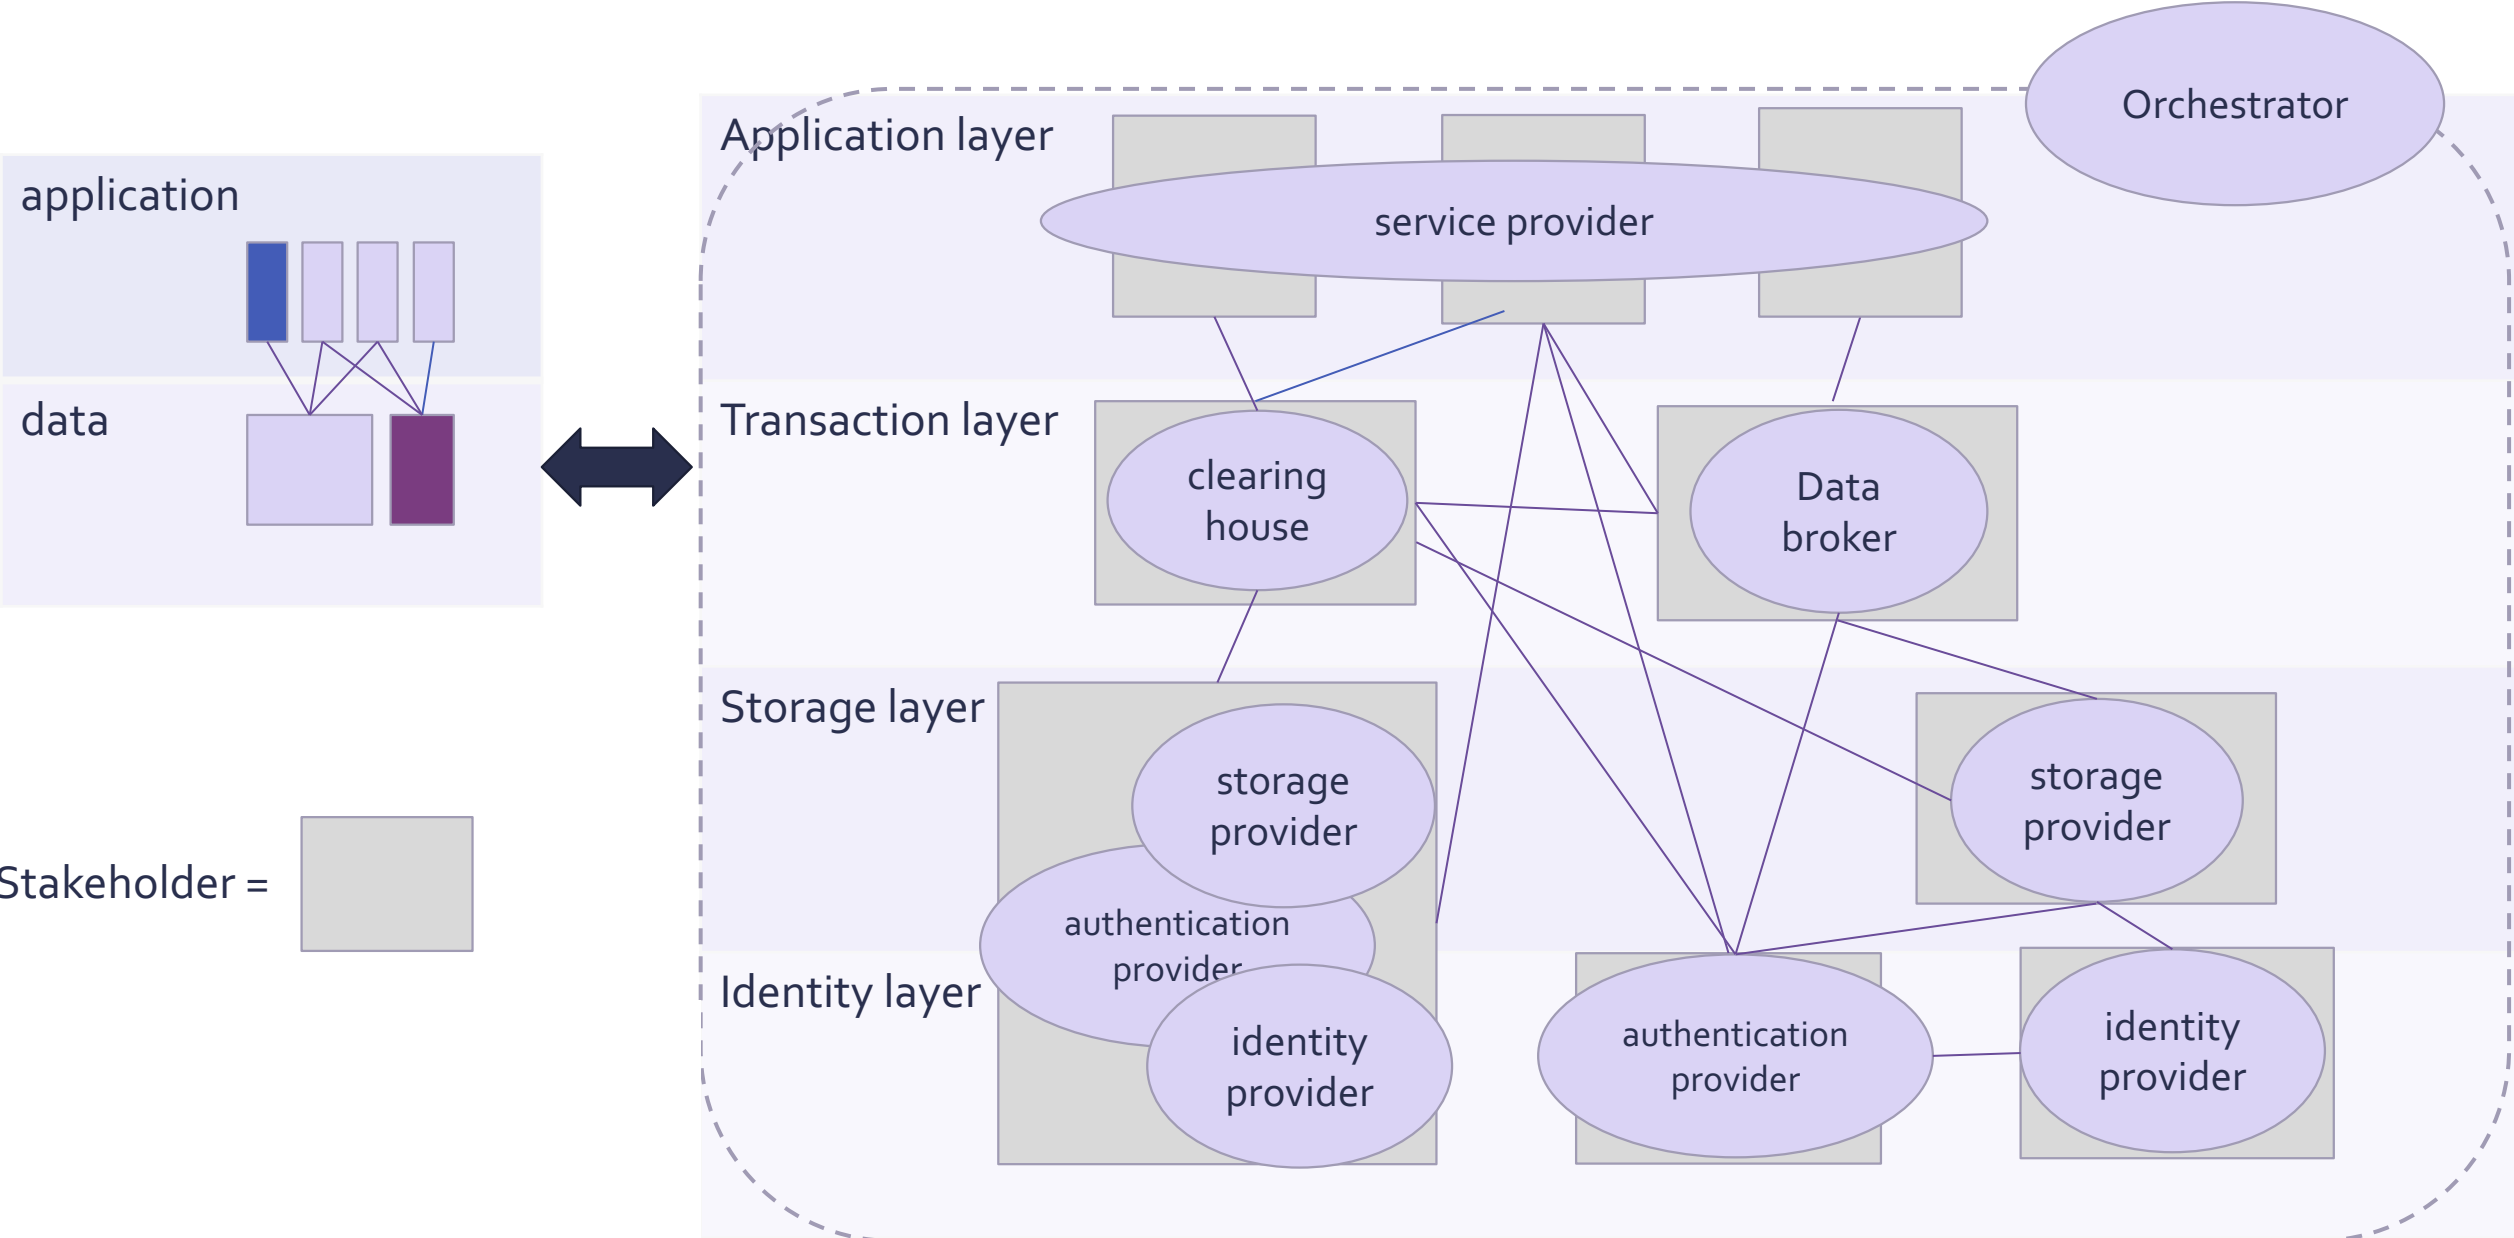 application
data
Stakeholder =
Orchestrator
Application layer
service provider
Transaction layer
clearing
house
Data
broker
Storage layer
storage
provider
storage
provider
authentication
provider
Identity layer
identity
provider
authentication
provider
identity
provider